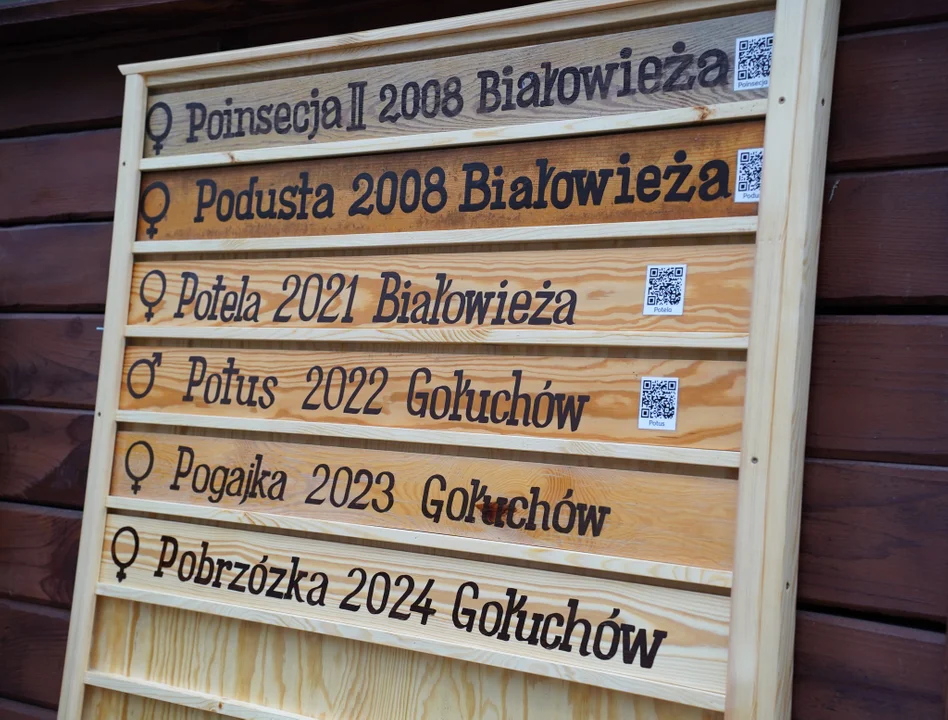 ♀ Poinsecja II 2008 Białowieża
Poinsecja
♀ Podusta 2008 Białowieża
♀ Potela 2021 Białowieża
Potela
♂ Potus 2022 Gołuchów
Potus
♀ Pogajka 2023 Gołuchów
♀ Pobrzózka 2024 Gołuchów